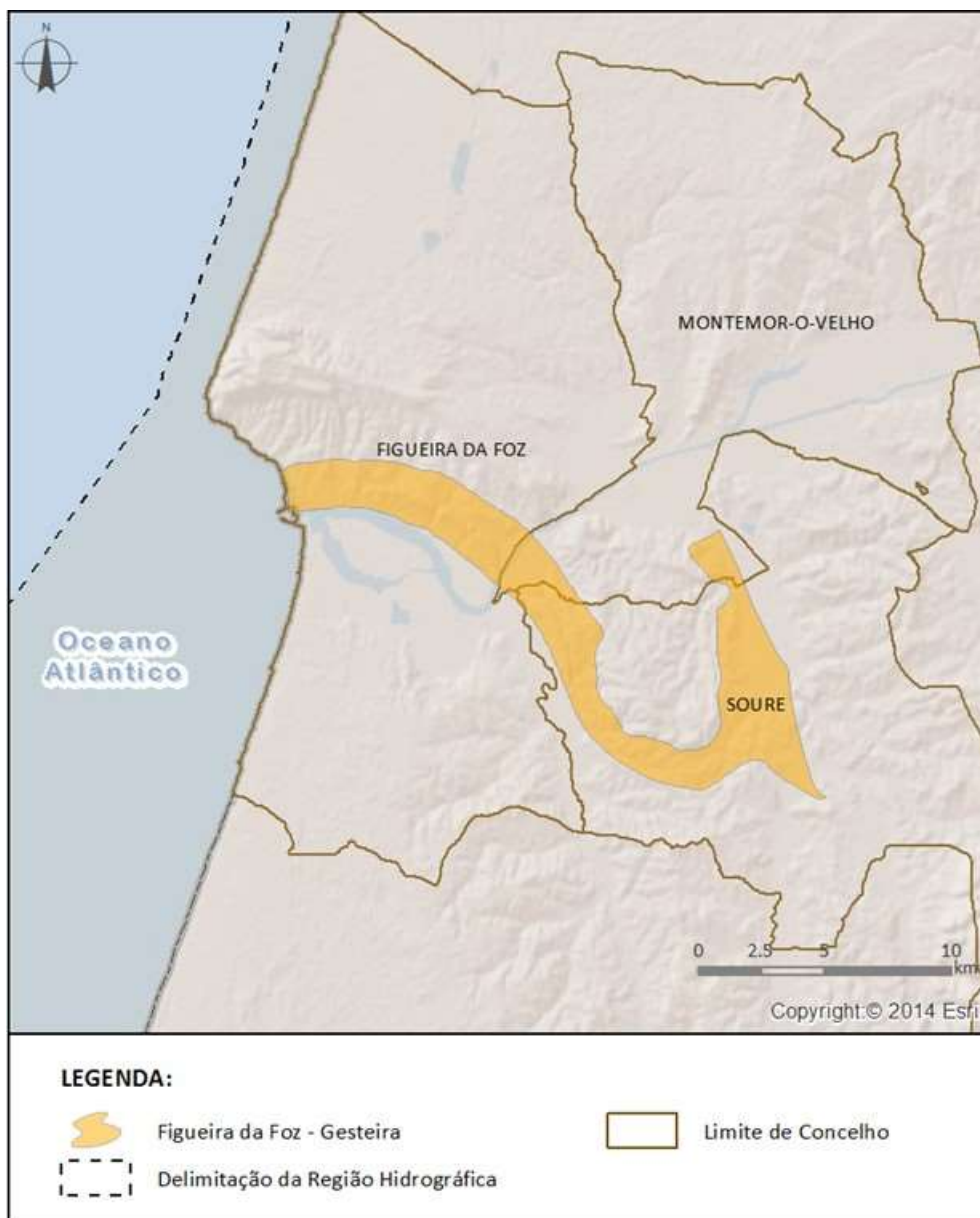 N
MONTEMOR-O-VELHO
FIGUEIRA DA FOZ
Oceano
Atlântico
SOURE
0 2.5 5 10
km
Copyright:© 2014 Esri
LEGENDA:
Figueira da Foz - Gesteira
Limite de Concelho
Delimitação da Região Hidrográfica